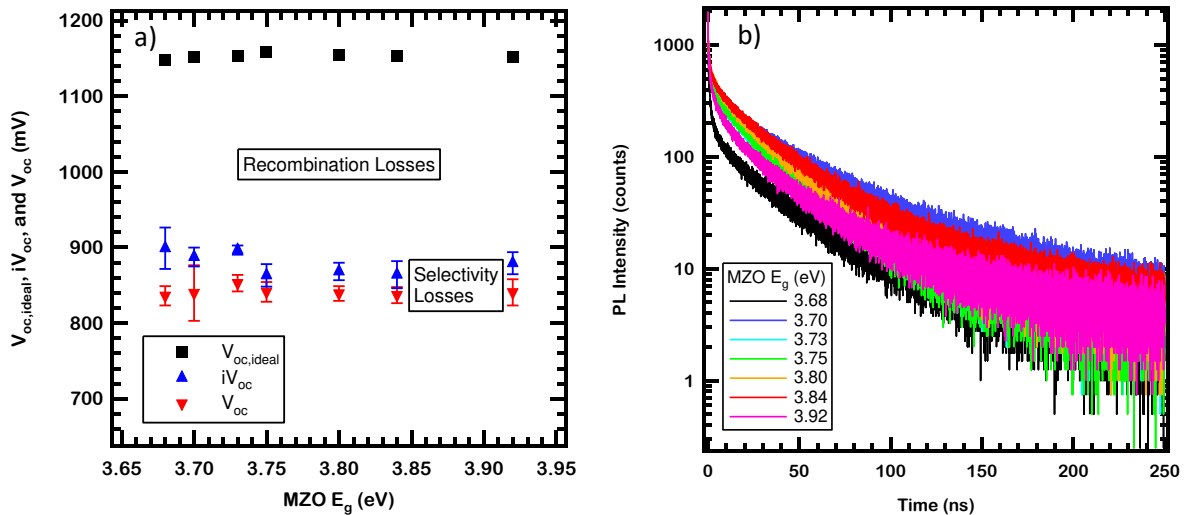 a)
V_oc,ideal, iV_oc, and V_oc (mV)
1200
1100
1000
900
800
700
Recombination Losses
Selectivity
Losses
V_oc,ideal
iV_oc
V_oc
3.65
3.70
3.75
3.80
3.85
3.90
3.95
MZO E_g (eV)
b)
PL Intensity (counts)
1000
100
10
1
MZO E_g (eV)
3.68
3.70
3.73
3.75
3.80
3.84
3.92
0
50
100
150
200
250
Time (ns)